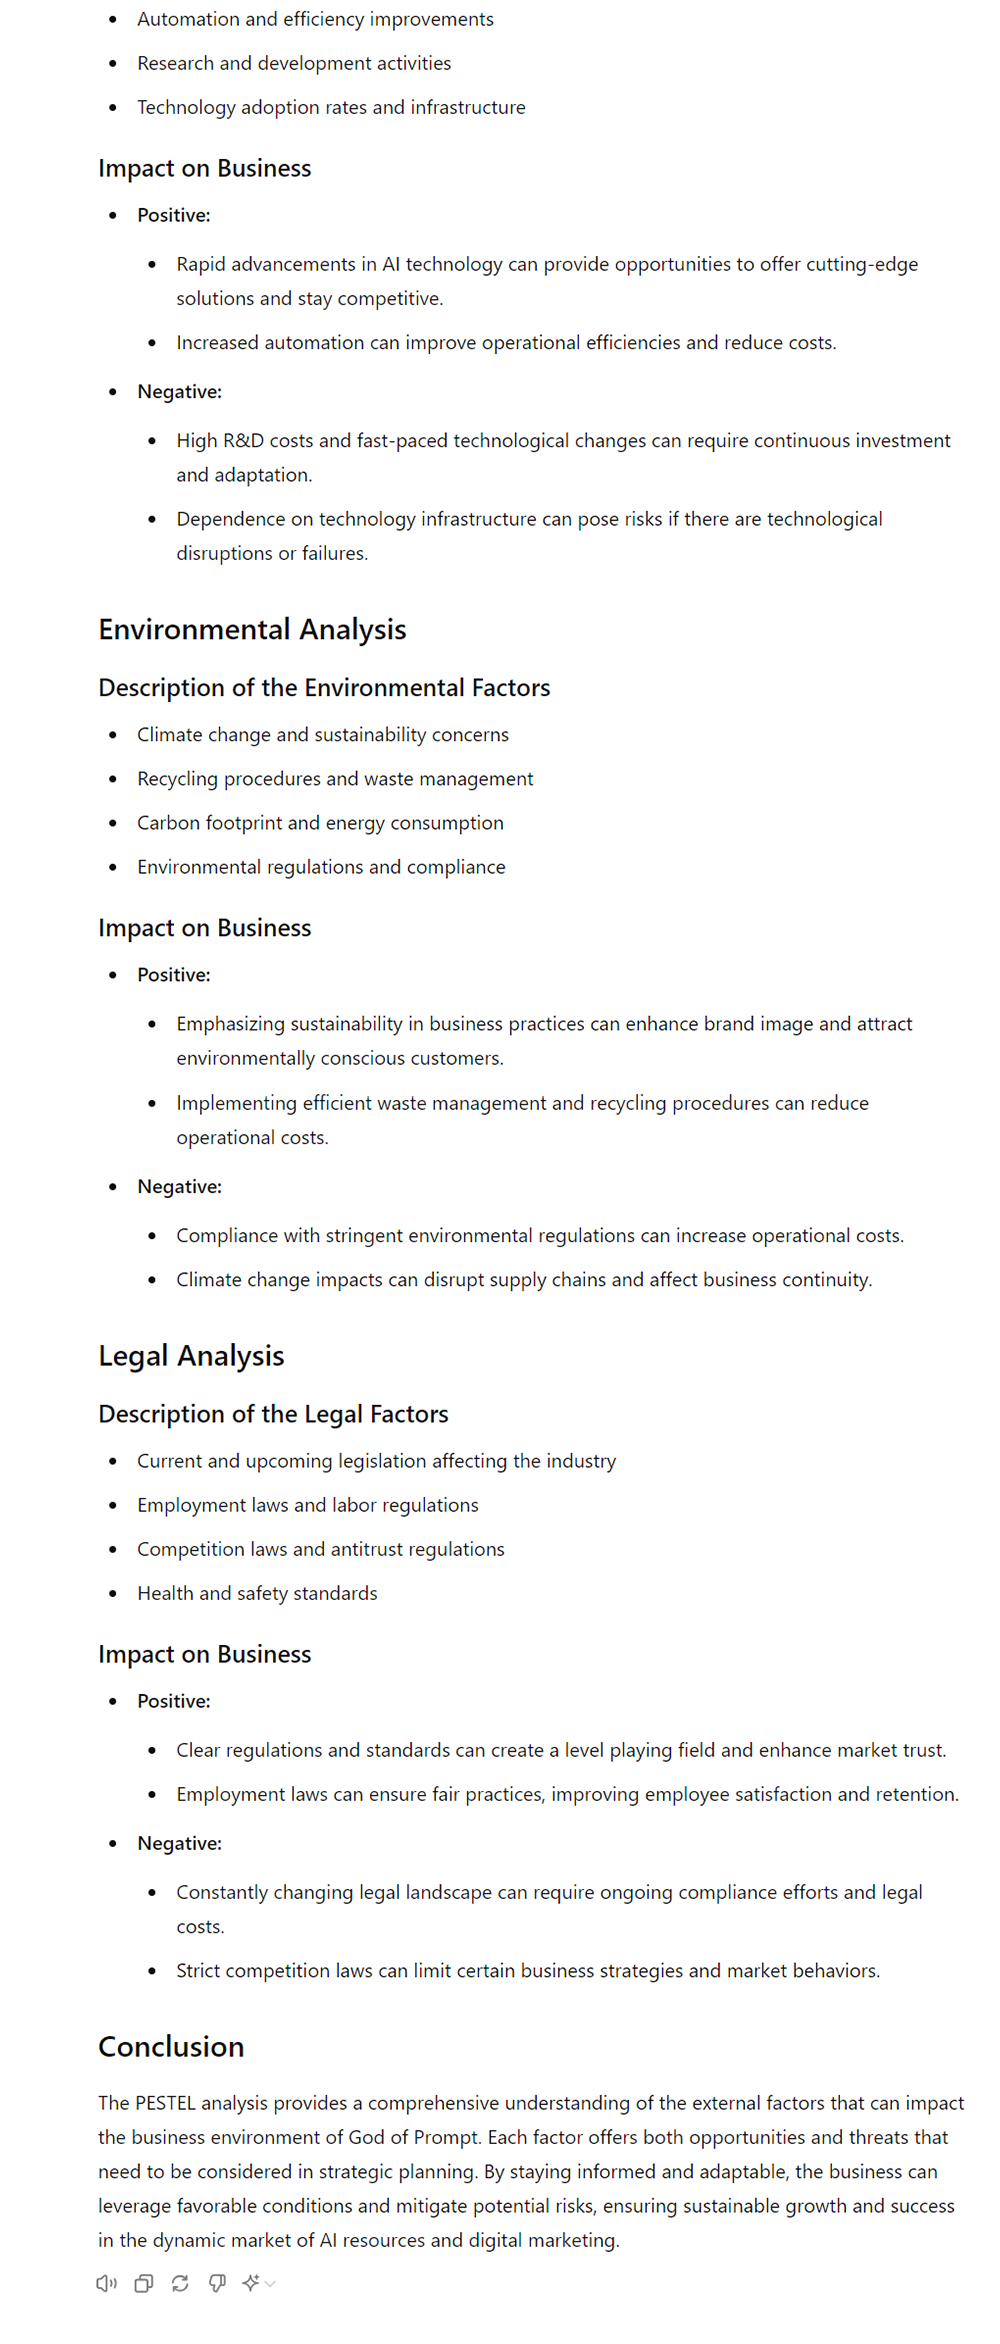 Automation and efficiency improvements
Research and development activities
Technology adoption rates and infrastructure
Impact on Business
Positive:
Rapid advancements in AI technology can provide opportunities to offer cutting-edge
solutions and stay competitive.
Increased automation can improve operational efficiencies and reduce costs.
Negative:
High R&D costs and fast-paced technological changes can require continuous investment
and adaptation.
Dependence on technology infrastructure can pose risks if there are technological
disruptions or failures.
Environmental Analysis
Description of the Environmental Factors
Climate change and sustainability concerns
Recycling procedures and waste management
Carbon footprint and energy consumption
Environmental regulations and compliance
Impact on Business
Positive:
Emphasizing sustainability in business practices can enhance brand image and attract
environmentally conscious customers.
Implementing efficient waste management and recycling procedures can reduce
operational costs.
Negative:
Compliance with stringent environmental regulations can increase operational costs.
Climate change impacts can disrupt supply chains and affect business continuity.
Legal Analysis
Description of the Legal Factors
Current and upcoming legislation affecting the industry
Employment laws and labor regulations
Competition laws and antitrust regulations
Health and safety standards
Impact on Business
Positive:
Clear regulations and standards can create a level playing field and enhance market trust.
Employment laws can ensure fair practices, improving employee satisfaction and retention.
Negative:
Constantly changing legal landscape can require ongoing compliance efforts and legal
costs.
Strict competition laws can limit certain business strategies and market behaviors.
Conclusion
The PESTEL analysis provides a comprehensive understanding of the external factors that can impact
the business environment of God of Prompt. Each factor offers both opportunities and threats that
need to be considered in strategic planning. By staying informed and adaptable, the business can
leverage favorable conditions and mitigate potential risks, ensuring sustainable growth and success
in the dynamic market of AI resources and digital marketing.